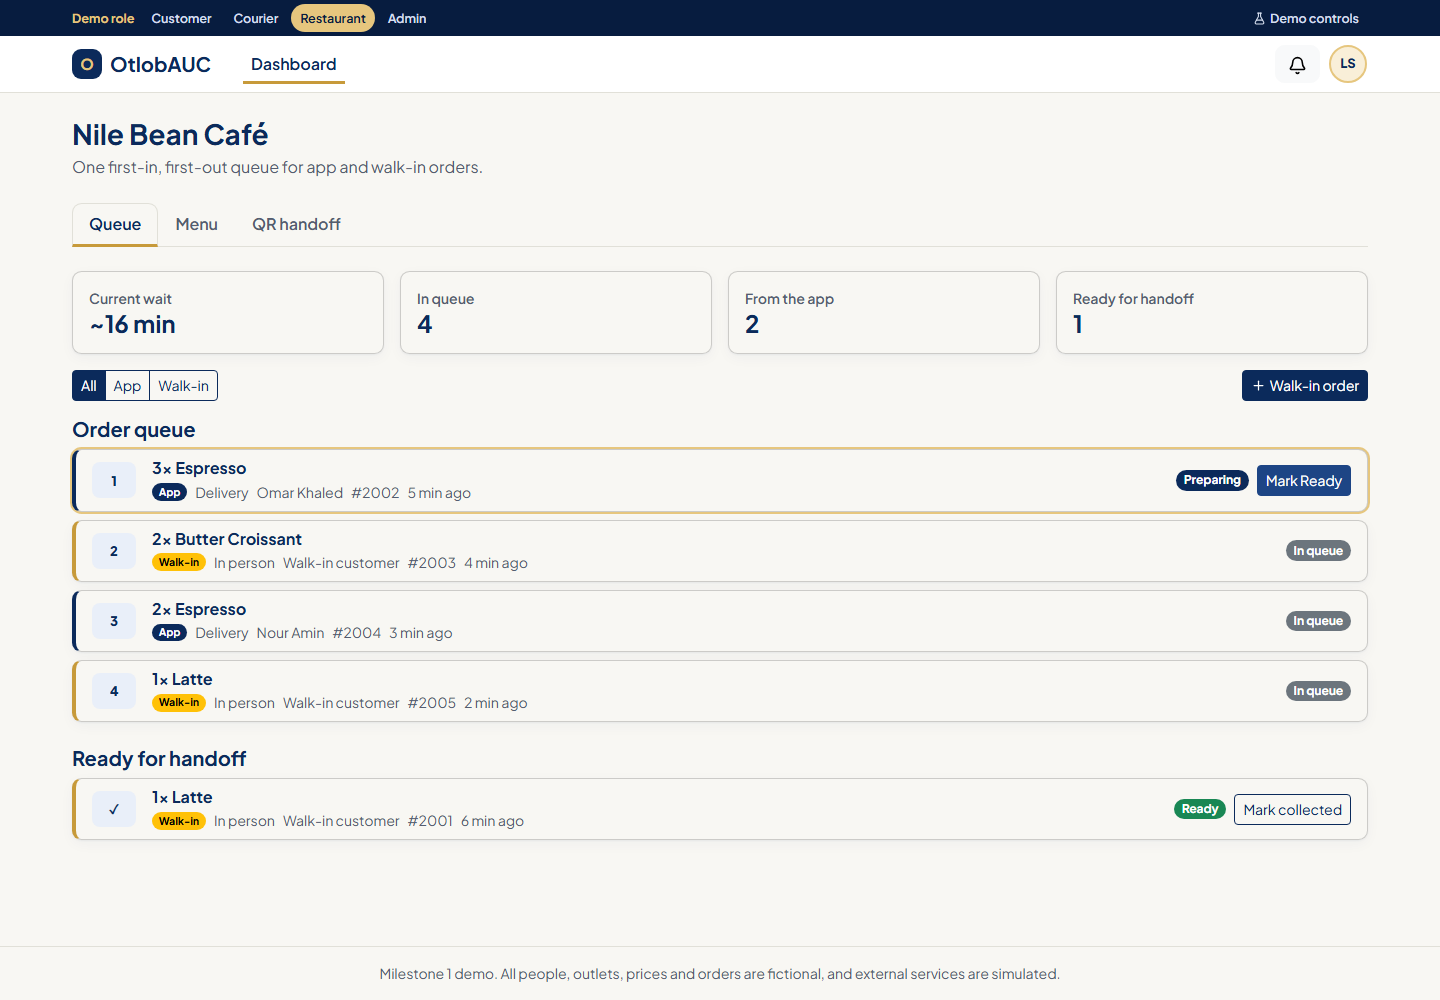 Demo role Customer Courier Restaurant Admin Demo controls
OtlobAUC Dashboard LS
Nile Bean Café
One first-in, first-out queue for app and walk-in orders.
Queue Menu QR handoff
Current wait
~16 min
In queue
4
From the app
2
Ready for handoff
1
All App Walk-in + Walk-in order
Order queue
1 3× Espresso
App Delivery Omar Khaled #2002 5 min ago
Preparing Mark Ready
2 2× Butter Croissant
Walk-in In person Walk-in customer #2003 4 min ago
In queue
3 2× Espresso
App Delivery Nour Amin #2004 3 min ago
In queue
4 1× Latte
Walk-in In person Walk-in customer #2005 2 min ago
In queue
Ready for handoff
✓ 1× Latte
Walk-in In person Walk-in customer #2001 6 min ago
Ready Mark collected
Milestone 1 demo. All people, outlets, prices and orders are fictional, and external services are simulated.